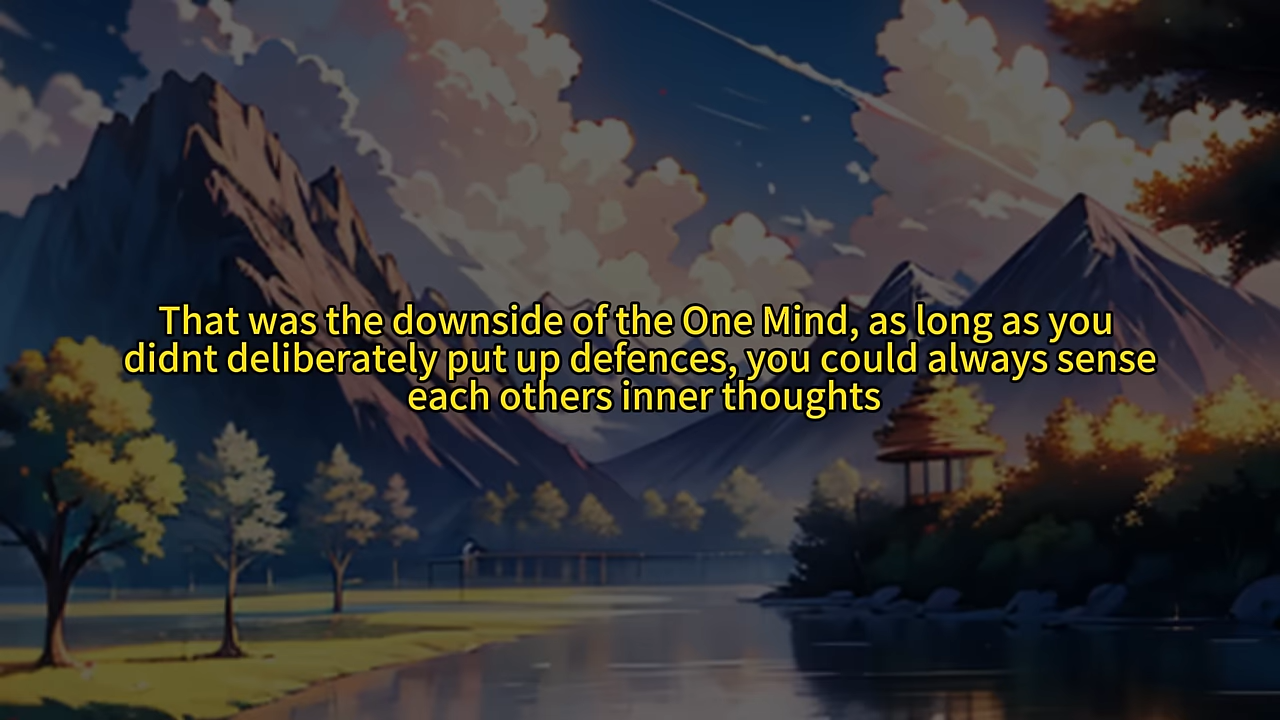 That was the downside of the One Mind, as long as you
didnt deliberately put up defences, you could always sense
each others inner thoughts